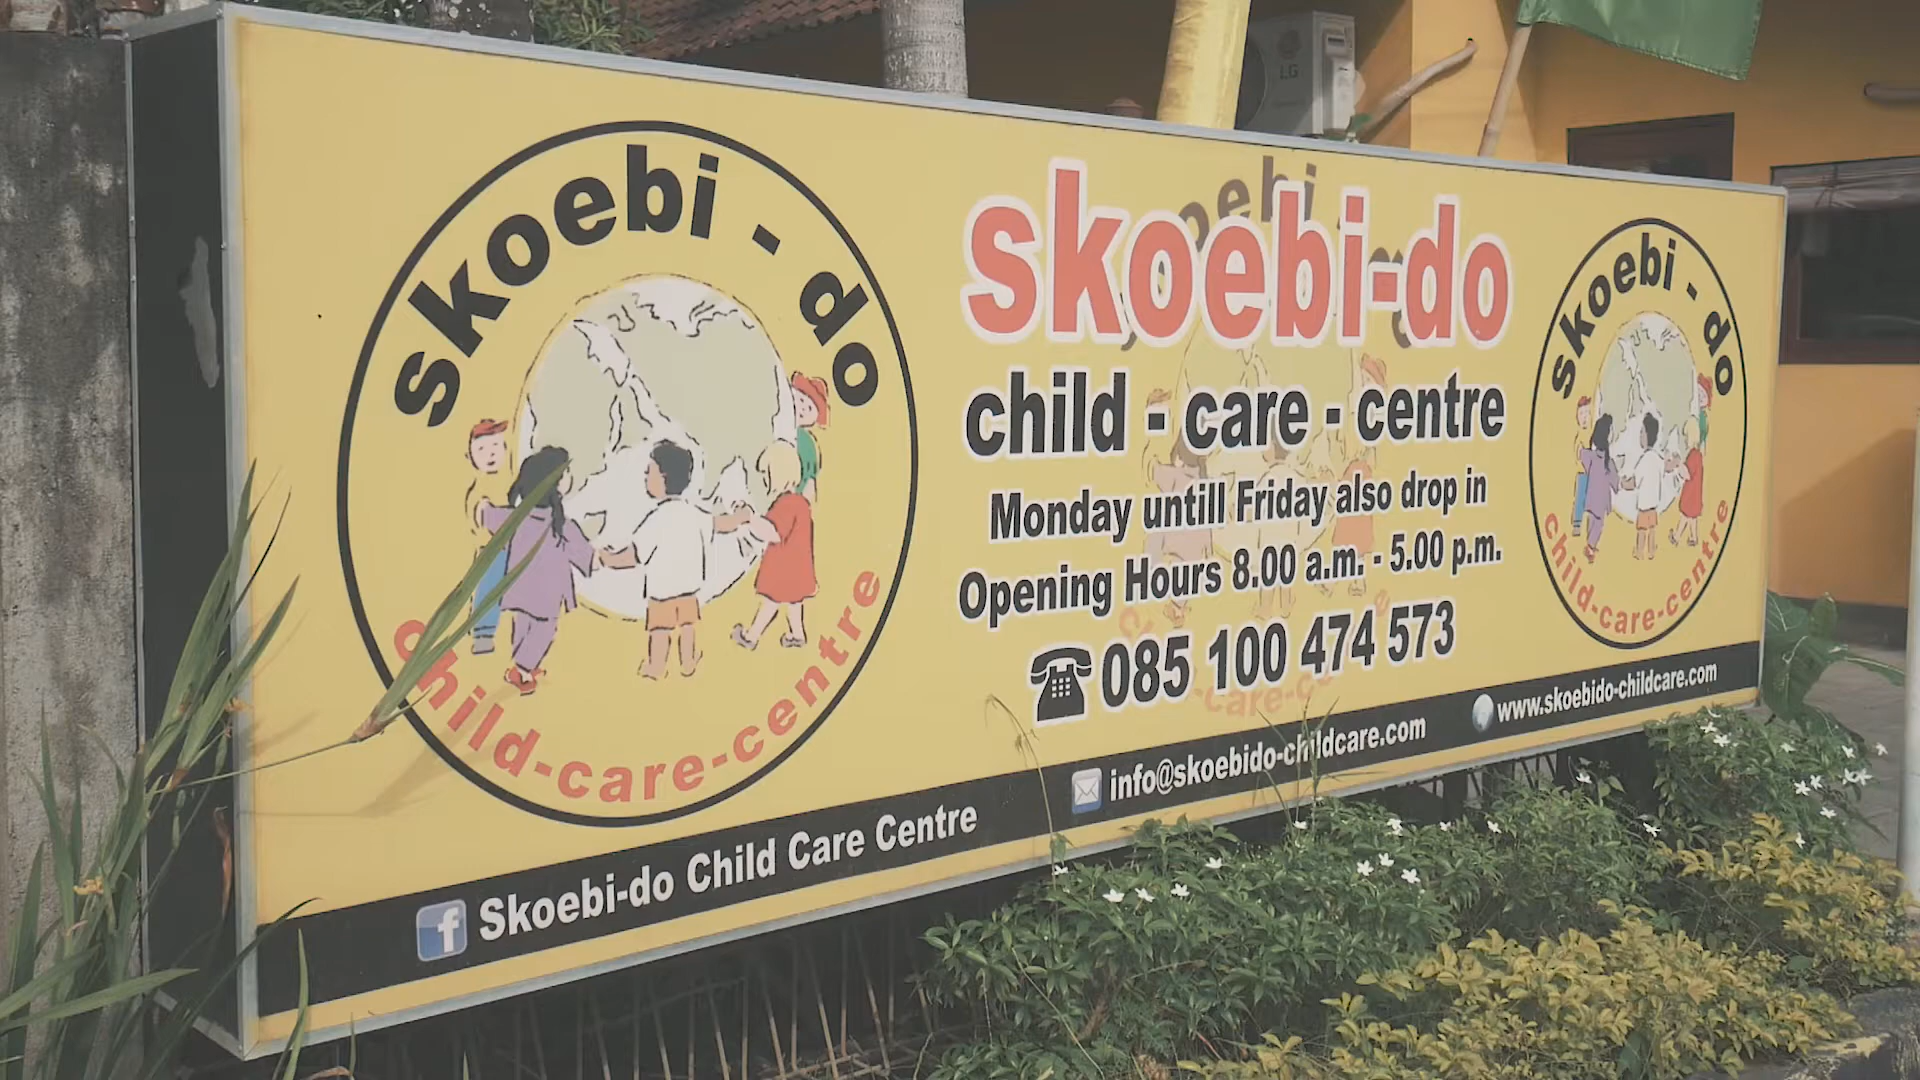 skoebi - do
child-care-centre
skoebi-do
child - care - centre
Monday untill Friday also drop in
Opening Hours 8.00 a.m. - 5.00 p.m.
085 100 474 573
skoebi - do
child-care-centre
Skoebi-do Child Care Centre
info@skoebido-childcare.com
www.skoebido-childcare.com
LG